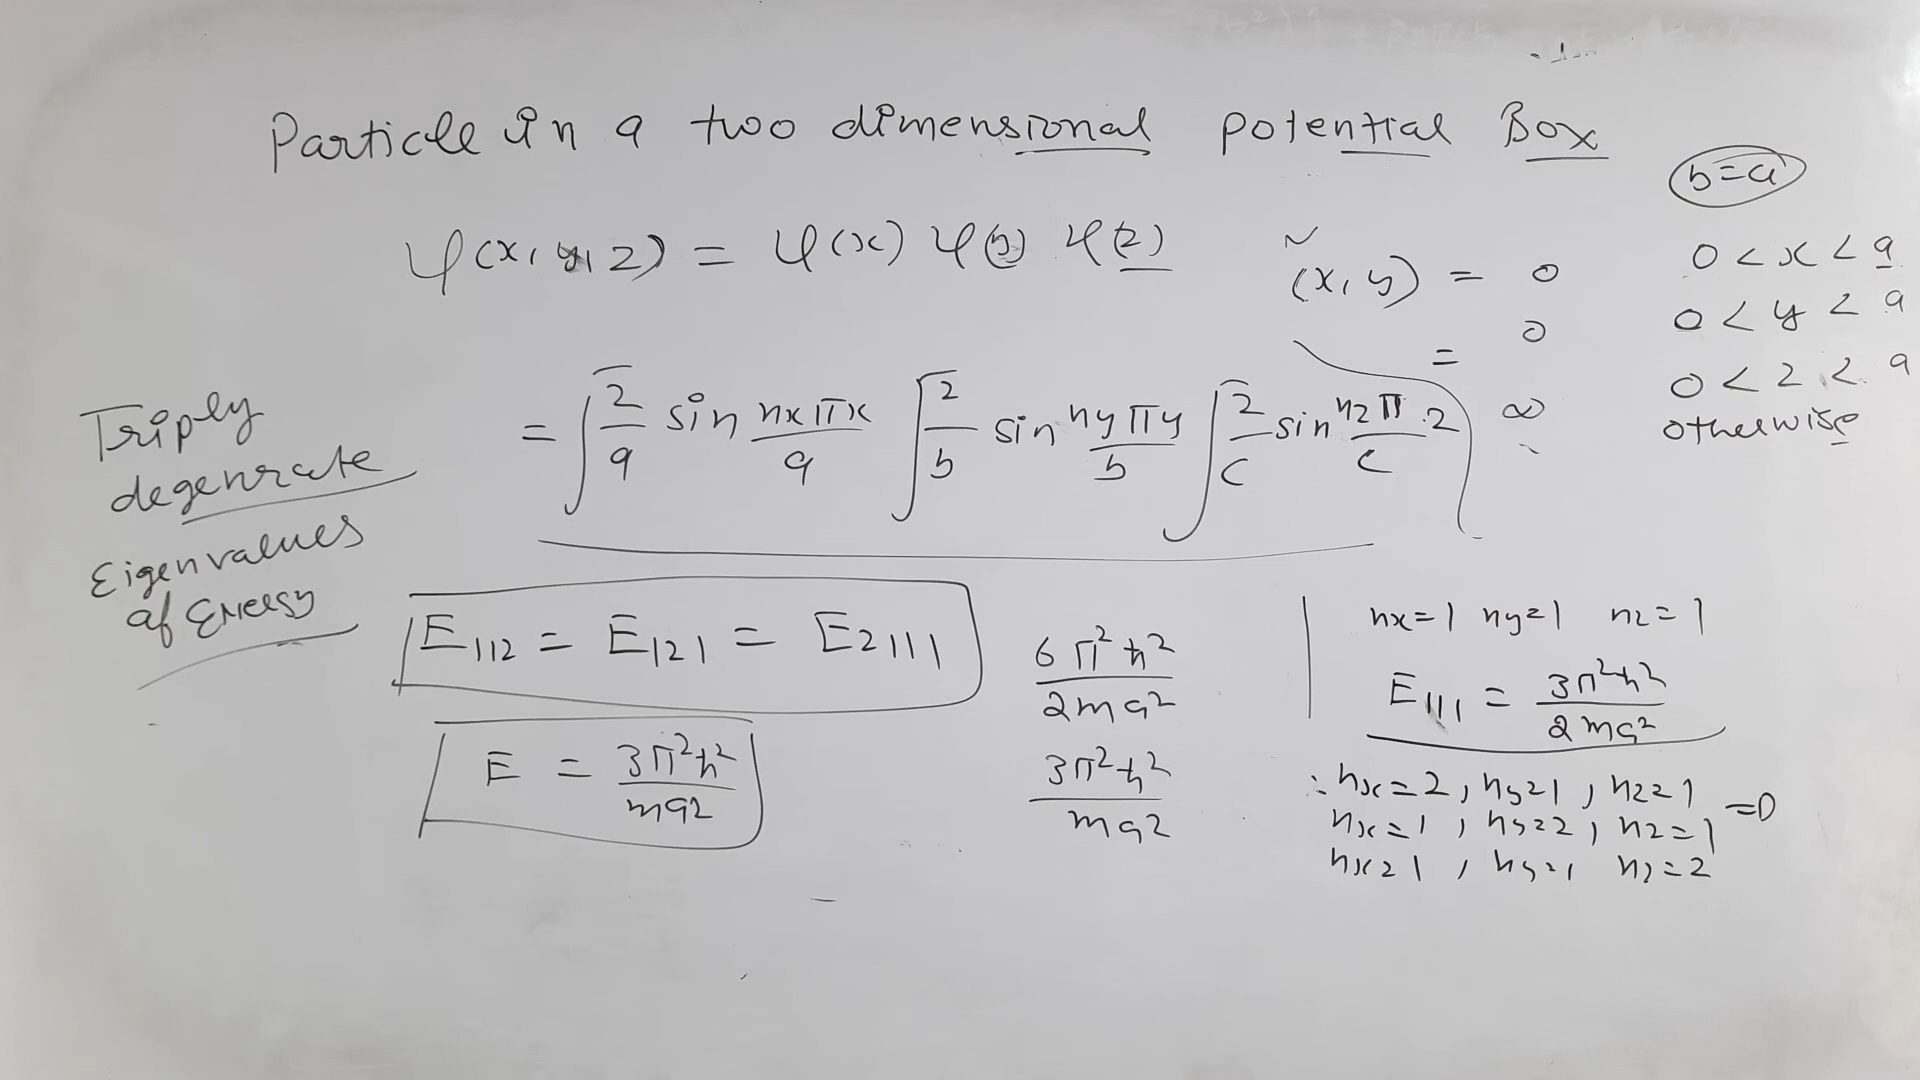 Particle in a two dimensional potential Box
b=a
ψ(x, y, z) = ψ(x) ψ(y) ψ(z)
(x, y) = 0 0 < x < a
0 0 < y < a
= 0 < z < a
∞ otherwise
= √2/a sin nxπx/a √2/b sin nyπy/b √2/c sin nzπ.z/c
Triply
degenrate
Eigenvalues
of Energy
E112 = E121 = E2111
E = 3π²ħ²/ma2
6π²ħ²/2ma²
3π²ħ²/ma2
nx=1 ny=1 nz=1
E111 = 3π²ħ²/2ma²
∴ nx=2, ny=1, nz=1
nx=1, ny=2, nz=1 =0
nx=1, ny=1 nz=2